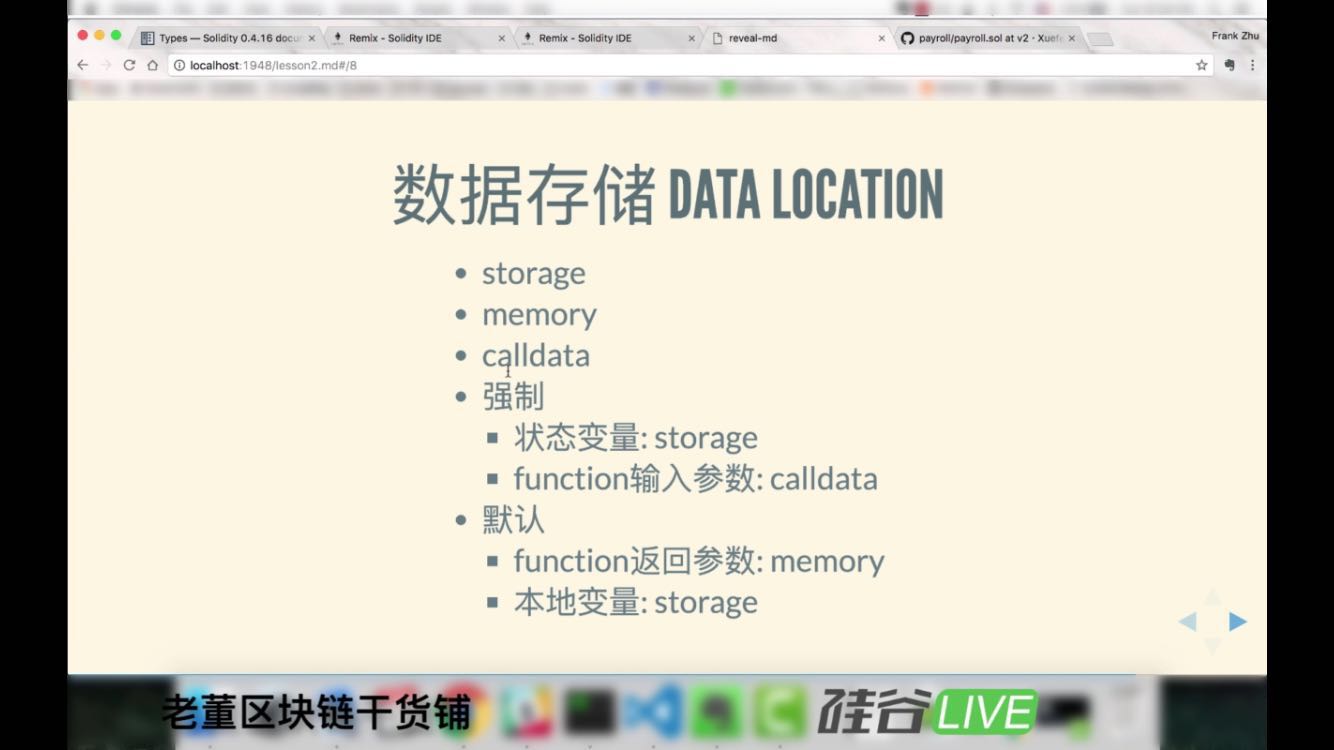 Types — Solidity 0.4.16 docu
Remix - Solidity IDE
Remix - Solidity IDE
reveal-md
payroll/payroll.sol at v2 · Xuef
Frank Zhu
localhost:1948/lesson2.md#/8
数据存储 DATA LOCATION
storage
memory
calldata
强制
状态变量: storage
function输入参数: calldata
默认
function返回参数: memory
本地变量: storage
老董区块链干货铺
硅谷LIVE